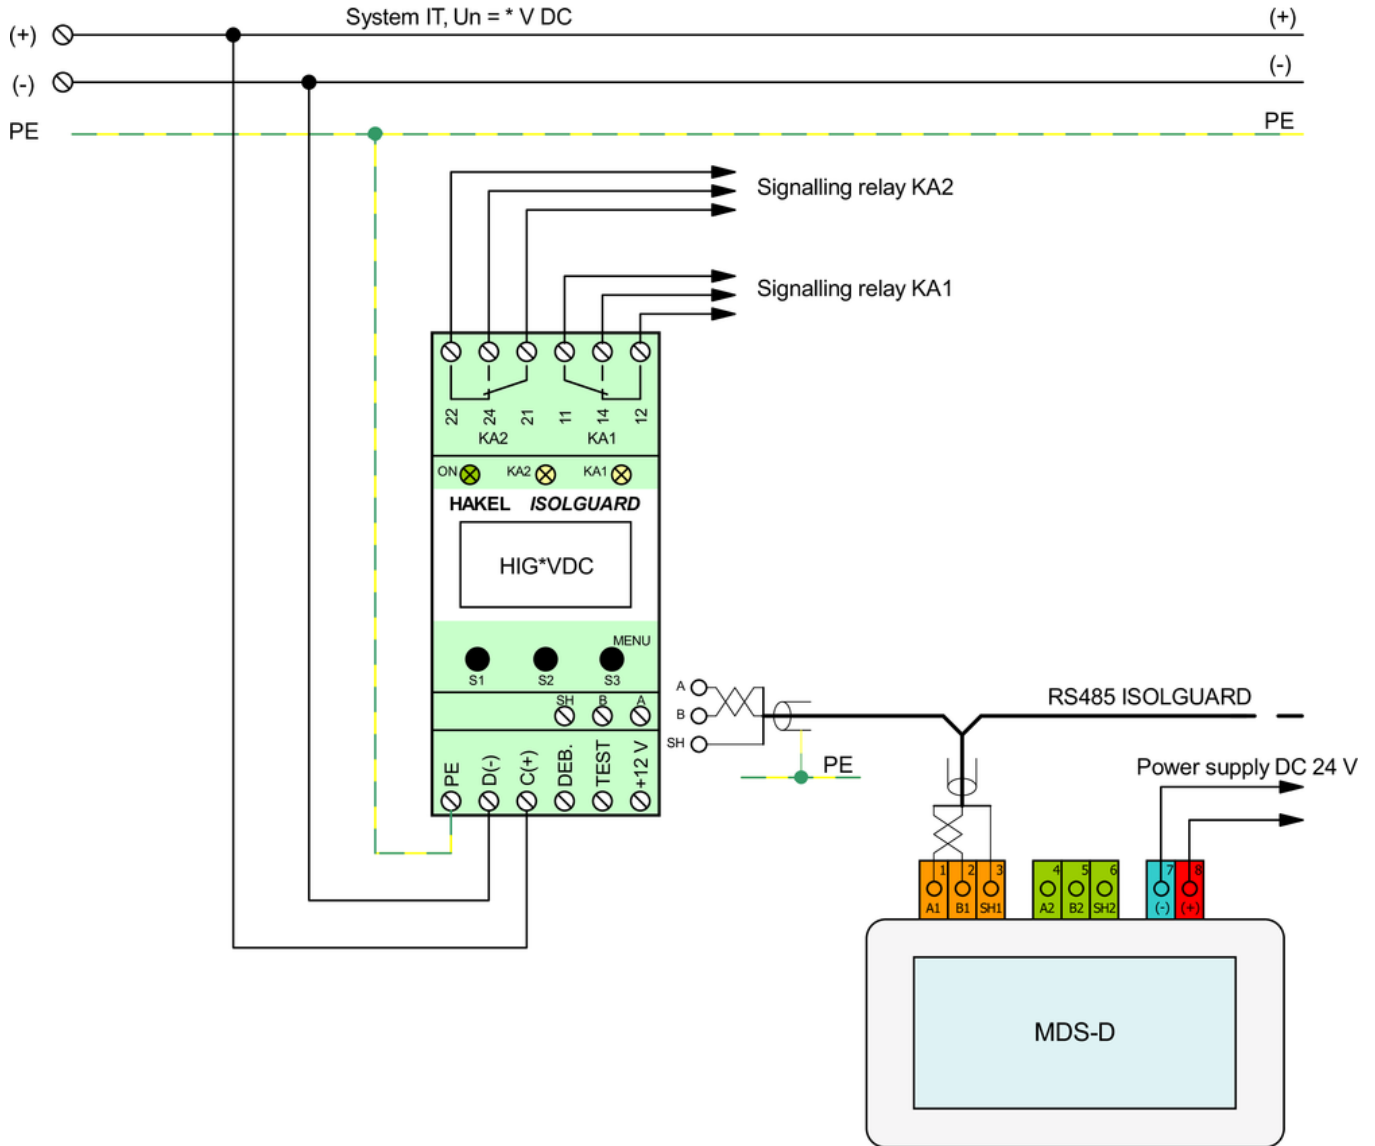 System IT, Un = * V DC
(+) (+)
(-) (-)
PE PE
Signalling relay KA2
Signalling relay KA1
22 24 21 11 14 12
KA2 KA1
ON KA2 KA1
HAKEL ISOLGUARD
HIG*VDC
MENU
S1 S2 S3
SH B A
PE D(-) C(+) DEB. TEST +12 V
A
B
SH
PE
RS485 ISOLGUARD
Power supply DC 24 V
1 2 3 4 5 6 7 8
A1 B1 SH1 A2 B2 SH2 (-) (+)
MDS-D